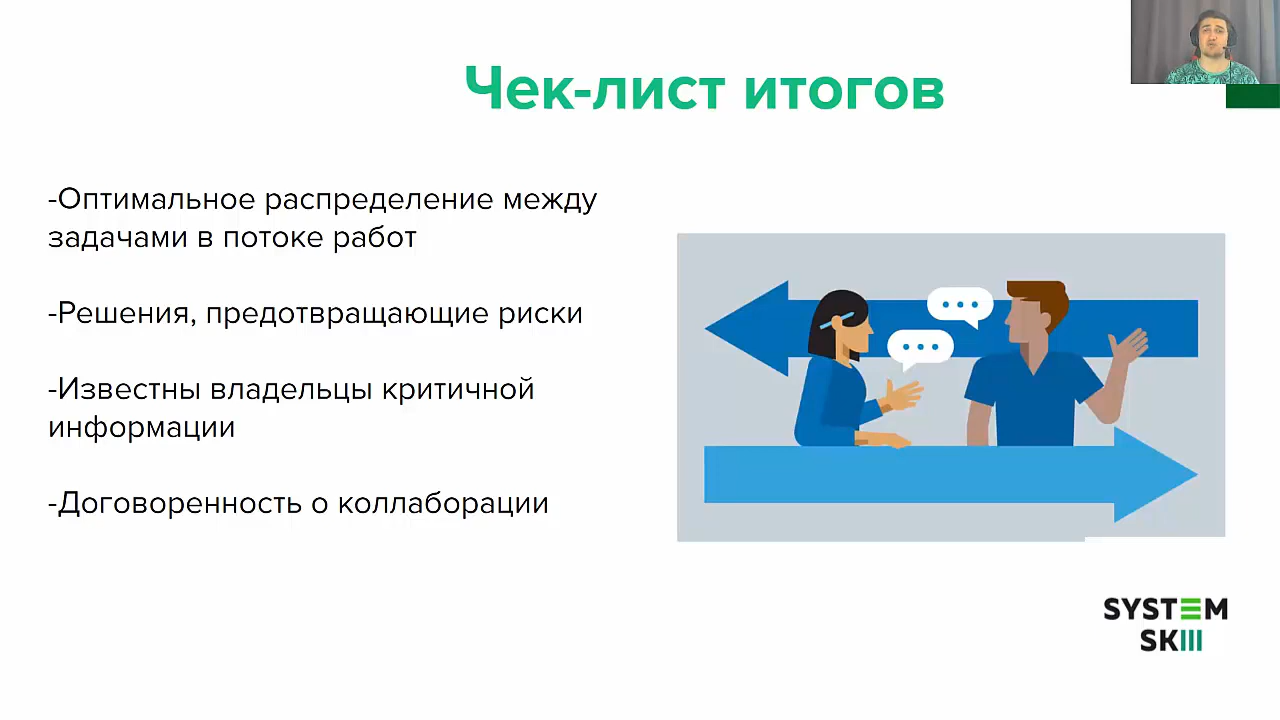 Чек-лист итогов
-Оптимальное распределение между
задачами в потоке работ
-Решения, предотвращающие риски
-Известны владельцы критичной
информации
-Договоренность о коллаборации
SYSTEM
SKILL